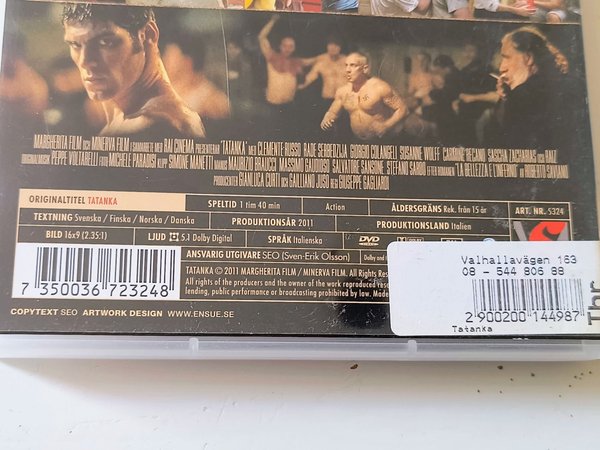 MARGHERITA FILM OCH MINERVA FILM I SAMARBETE MED RAI CINEMA PRESENTERAR "TATANKA" MED CLEMENTE RUSSO RADE SERBEDZIJA GIORGIO COLANGELI SUSANNE WOLFF CARMINE RECANO SASCHA ZACHARIAS OCH RAIZ
ORIGINALMUSIK PEPPE VOLTARELLI FOTO MICHELE PARADISI KLIPP SIMONE MANETTI MANUS MAURIZIO BRAUCCI MASSIMO GAUDIOSO SALVATORE SANSONE STEFANO SARDO EFTER ROMANEN "LA BELLEZZA E L'INFERNO" AV ROBERTO SAVIANO
PRODUCENTER GIANLUCA CURTI OCH GALLIANO JUSO REGI GIUSEPPE GAGLIARDI
ORIGINALTITEL TATANKA SPELTID 1 tim 40 min Action ÅLDERSGRÄNS Rek. från 15 år ART. NR. 5324
TEXTNING Svenska / Finska / Norska / Danska PRODUKTIONSÅR 2011 PRODUKTIONSLAND Italien
BILD 16x9 (2.35:1) LJUD 5.1 Dolby Digital SPRÅK Italienska DVD
ANSVARIG UTGIVARE SEO (Sven-Erik Olsson)
TATANKA © 2011 MARGHERITA FILM / MINERVA FILM. All Rights
All rights of the producers and the owner of the work reproduced
lending, public performance or broadcasting prohibited by law. Made
7 350036 723248
COPYTEXT SEO ARTWORK DESIGN WWW.ENSUE.SE
Valhallavägen 163
08 - 544 806 88
2 900200 144987
Tatanka